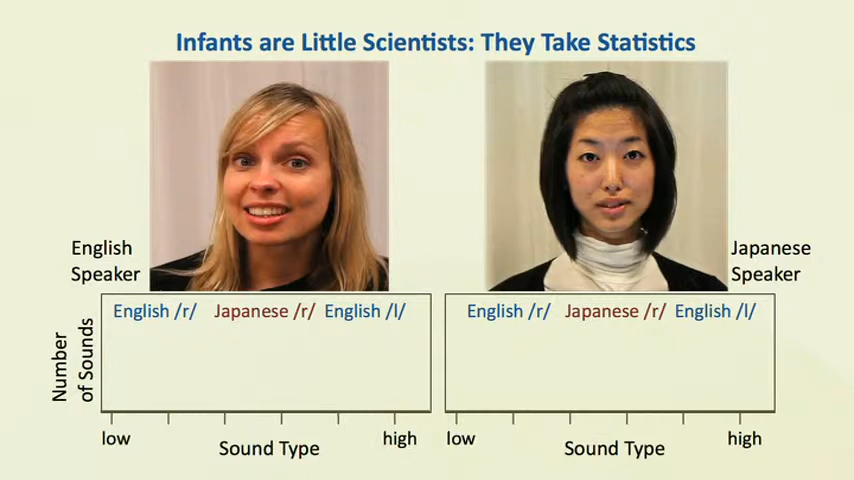 Infants are Little Scientists: They Take Statistics
English
Speaker
Japanese
Speaker
English /r/ Japanese /r/ English /l/
English /r/ Japanese /r/ English /l/
Number
of Sounds
low high
Sound Type
low high
Sound Type